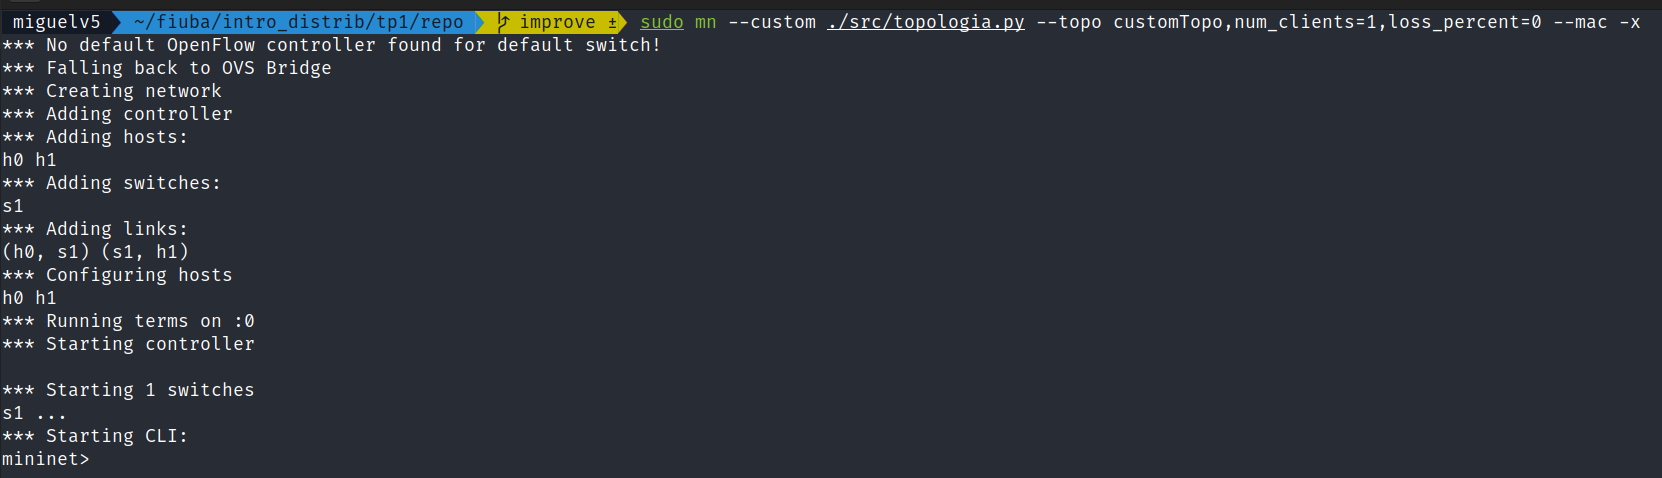 miguelv5 ~/fiuba/intro_distrib/tp1/repo improve ± sudo mn --custom ./src/topologia.py --topo customTopo,num_clients=1,loss_percent=0 --mac -x
*** No default OpenFlow controller found for default switch!
*** Falling back to OVS Bridge
*** Creating network
*** Adding controller
*** Adding hosts:
h0 h1
*** Adding switches:
s1
*** Adding links:
(h0, s1) (s1, h1)
*** Configuring hosts
h0 h1
*** Running terms on :0
*** Starting controller
*** Starting 1 switches
s1 ...
*** Starting CLI:
mininet>